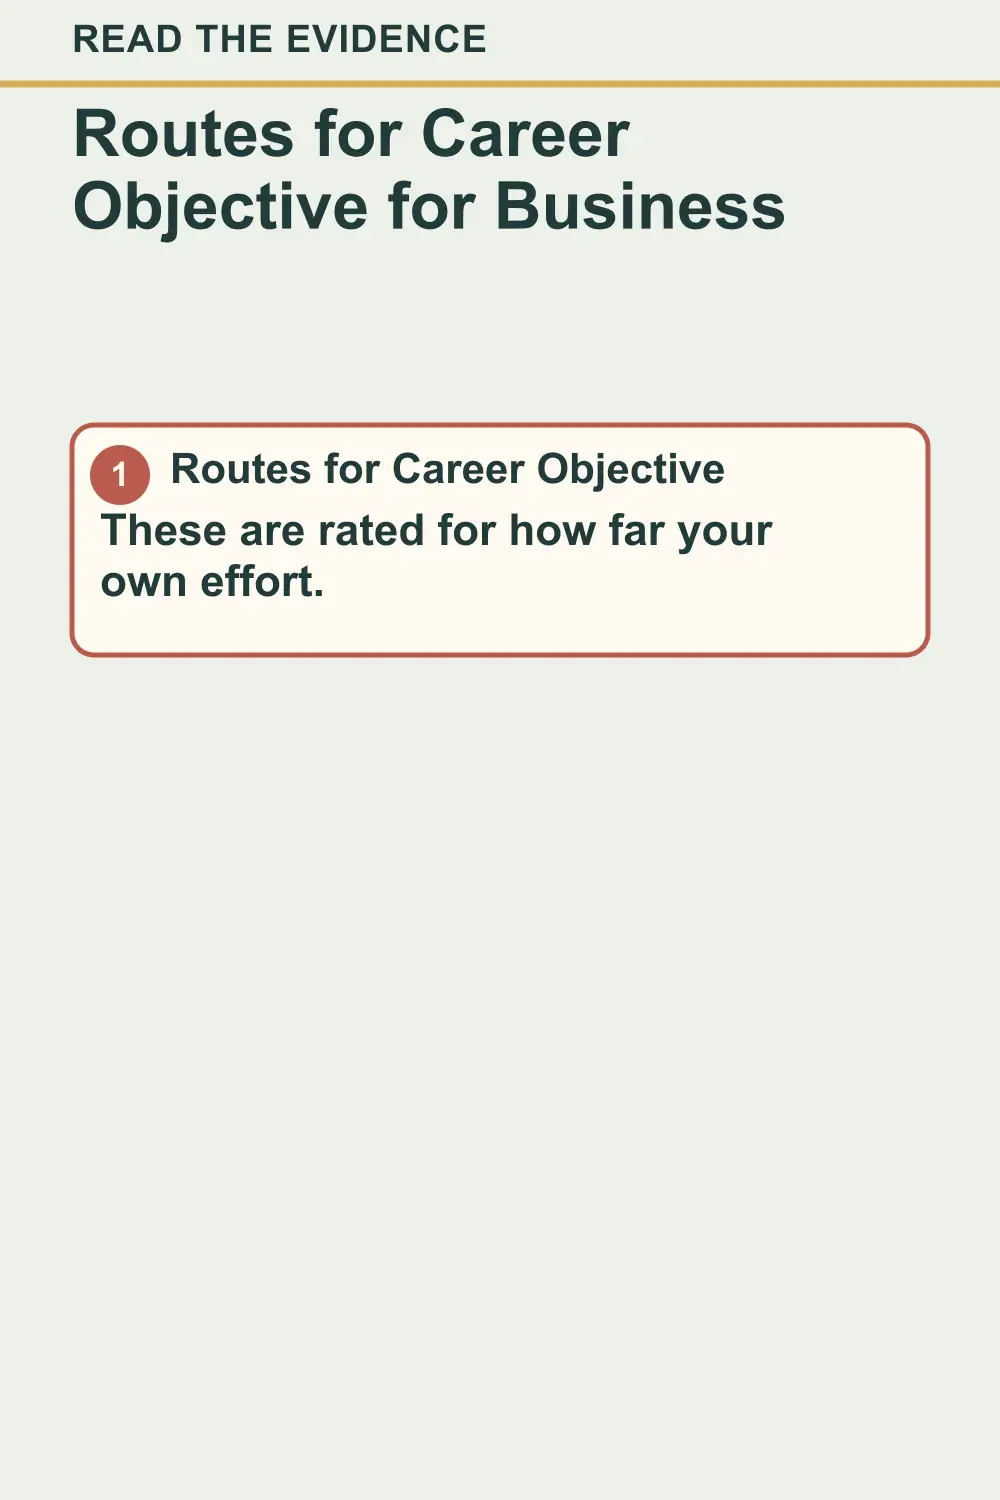 READ THE EVIDENCE
Routes for Career
Objective for Business
1 Routes for Career Objective
These are rated for how far your
own effort.